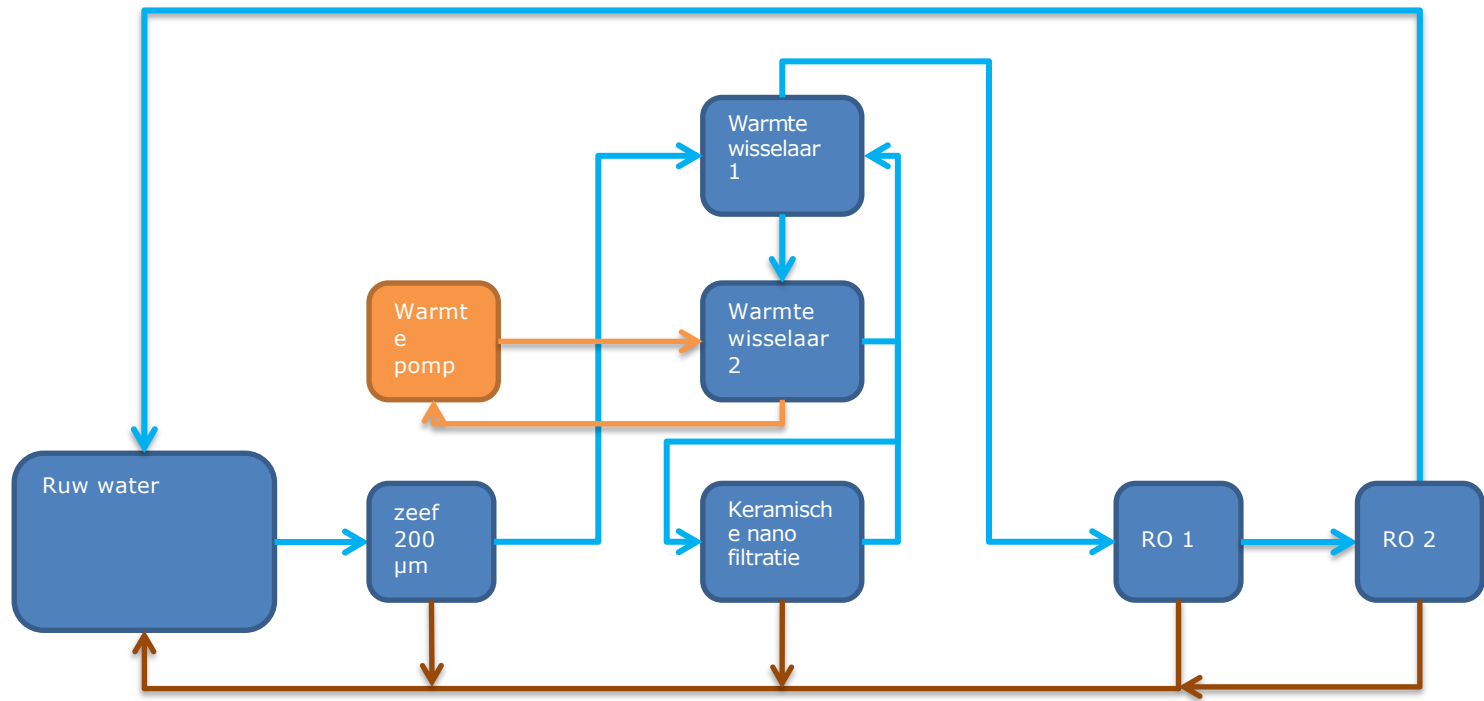 Warmte
wisselaar
1
Warmt
e
pomp
Warmte
wisselaar
2
Ruw water
zeef
200
µm
Keramisch
e nano
filtratie
RO 1
RO 2